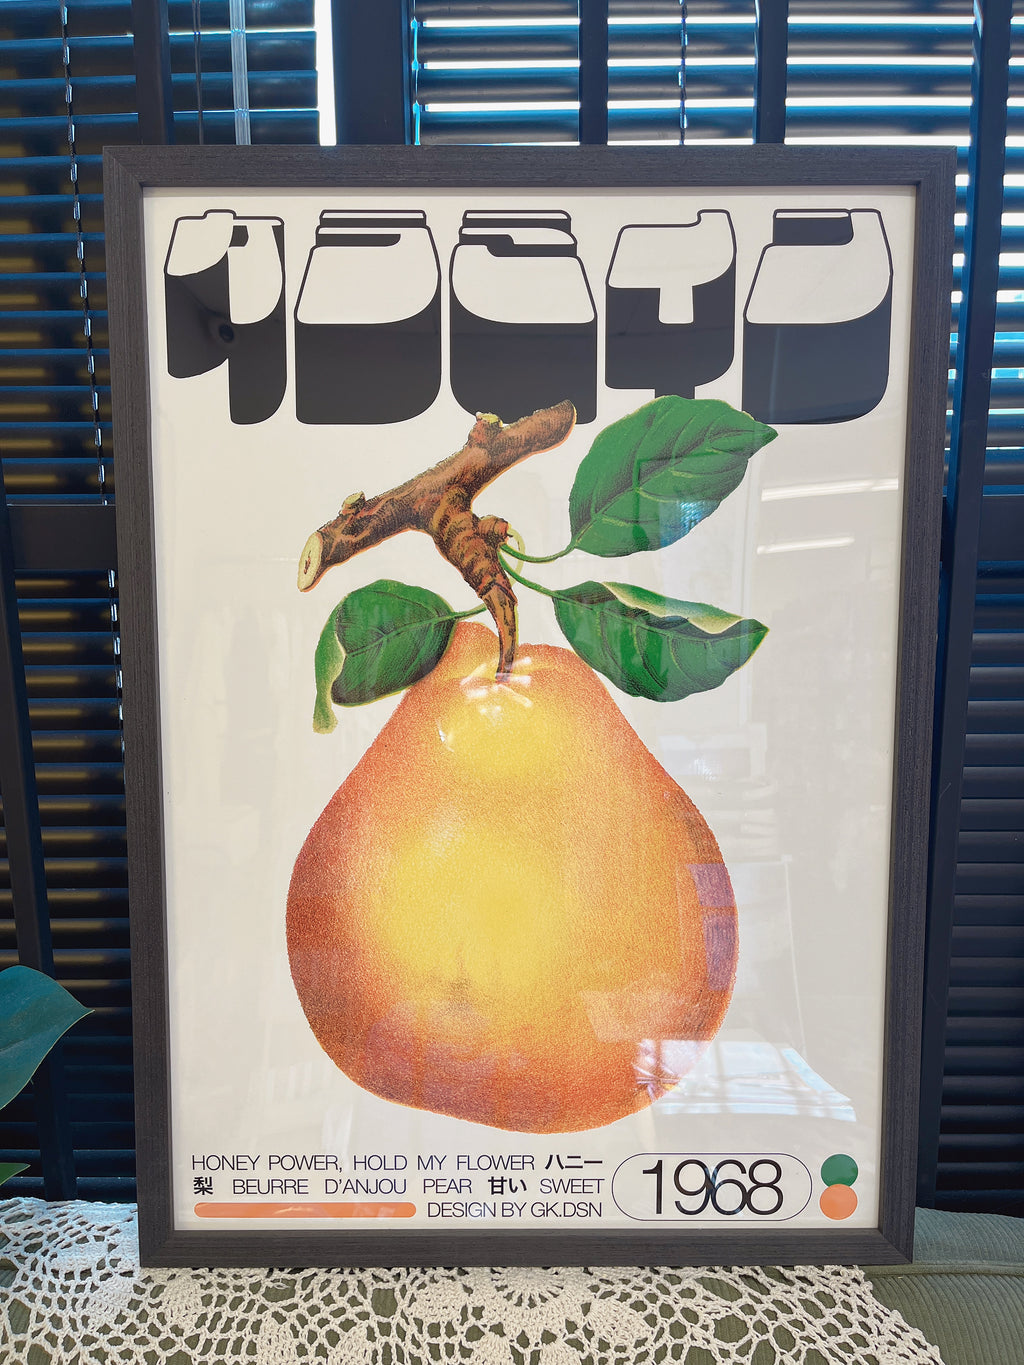 HONEY POWER, HOLD MY FLOWER ハニー
梨 BEURRE D'ANJOU PEAR 甘い SWEET
DESIGN BY GK.DSN
1968